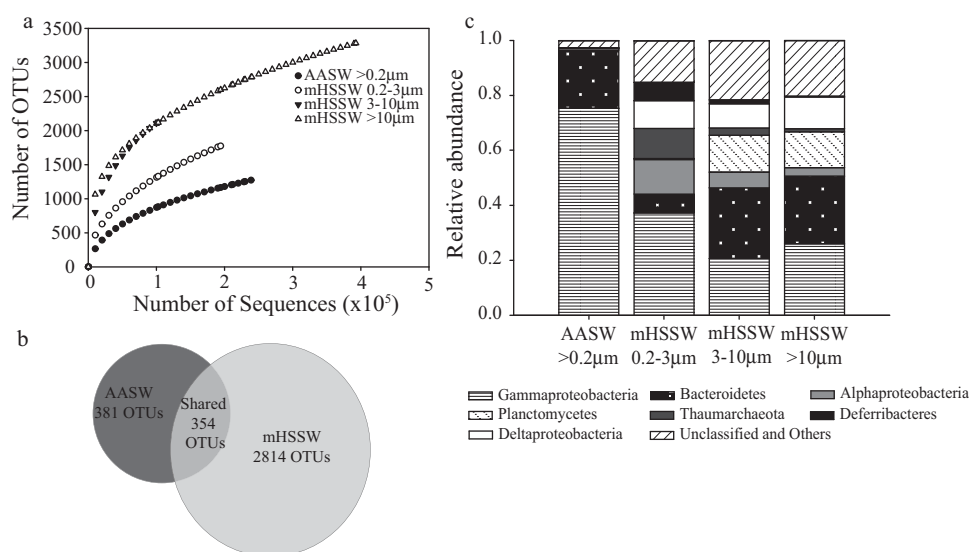 a
Number of OTUs
3500
3000
2500
2000
1500
1000
500
0
AASW >0.2μm
mHSSW 0.2-3μm
mHSSW 3-10μm
mHSSW >10μm
0 1 2 3 4 5
Number of Sequences (x10⁵)
b
AASW
381 OTUs
Shared
354
OTUs
mHSSW
2814 OTUs
c
Relative abundance
1.0
0.8
0.6
0.4
0.2
0.0
AASW
>0.2μm
mHSSW
0.2-3μm
mHSSW
3-10μm
mHSSW
>10μm
Gammaproteobacteria
Bacteroidetes
Alphaproteobacteria
Planctomycetes
Thaumarchaeota
Deferribacteres
Deltaproteobacteria
Unclassified and Others